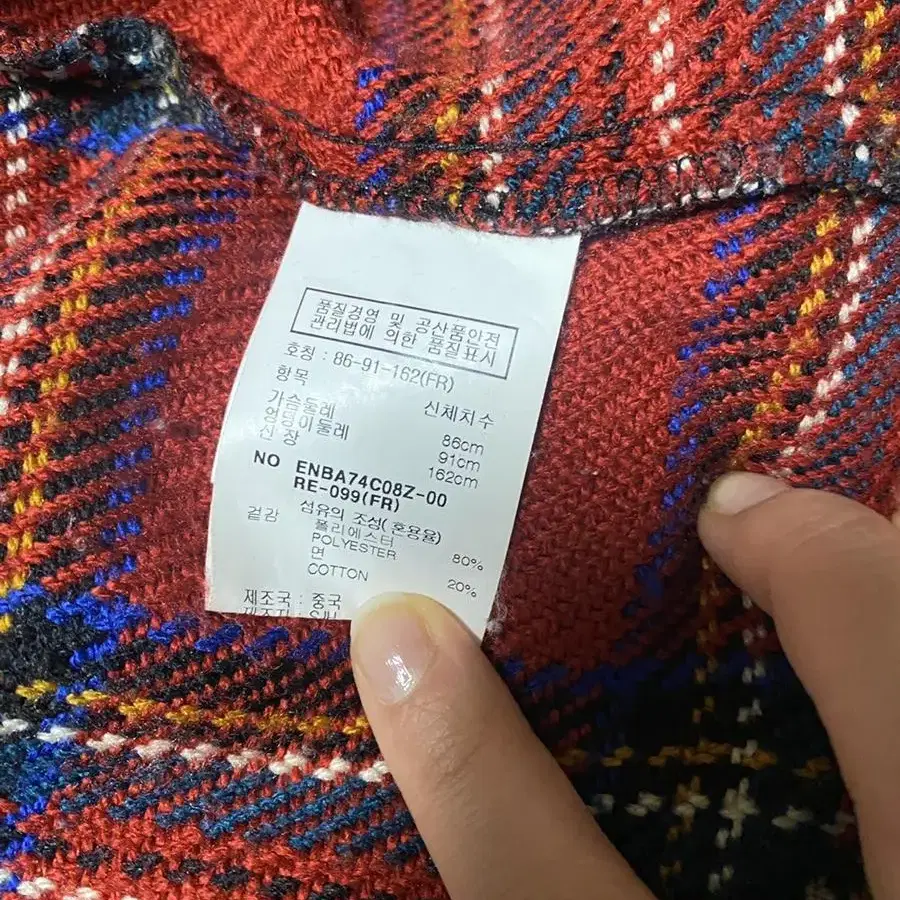 품질경영 및 공산품안전
관리법에 의한 품질표시
호칭 : 86-91-162(FR)
항목 신체치수
가슴둘레 86cm
엉덩이둘레 91cm
신 장 162cm
NO ENBA74C08Z-00
RE-099(FR)
겉감 섬유의 조성(혼용율)
폴리에스터
POLYESTER 80%
면
COTTON 20%
제조국 : 중국